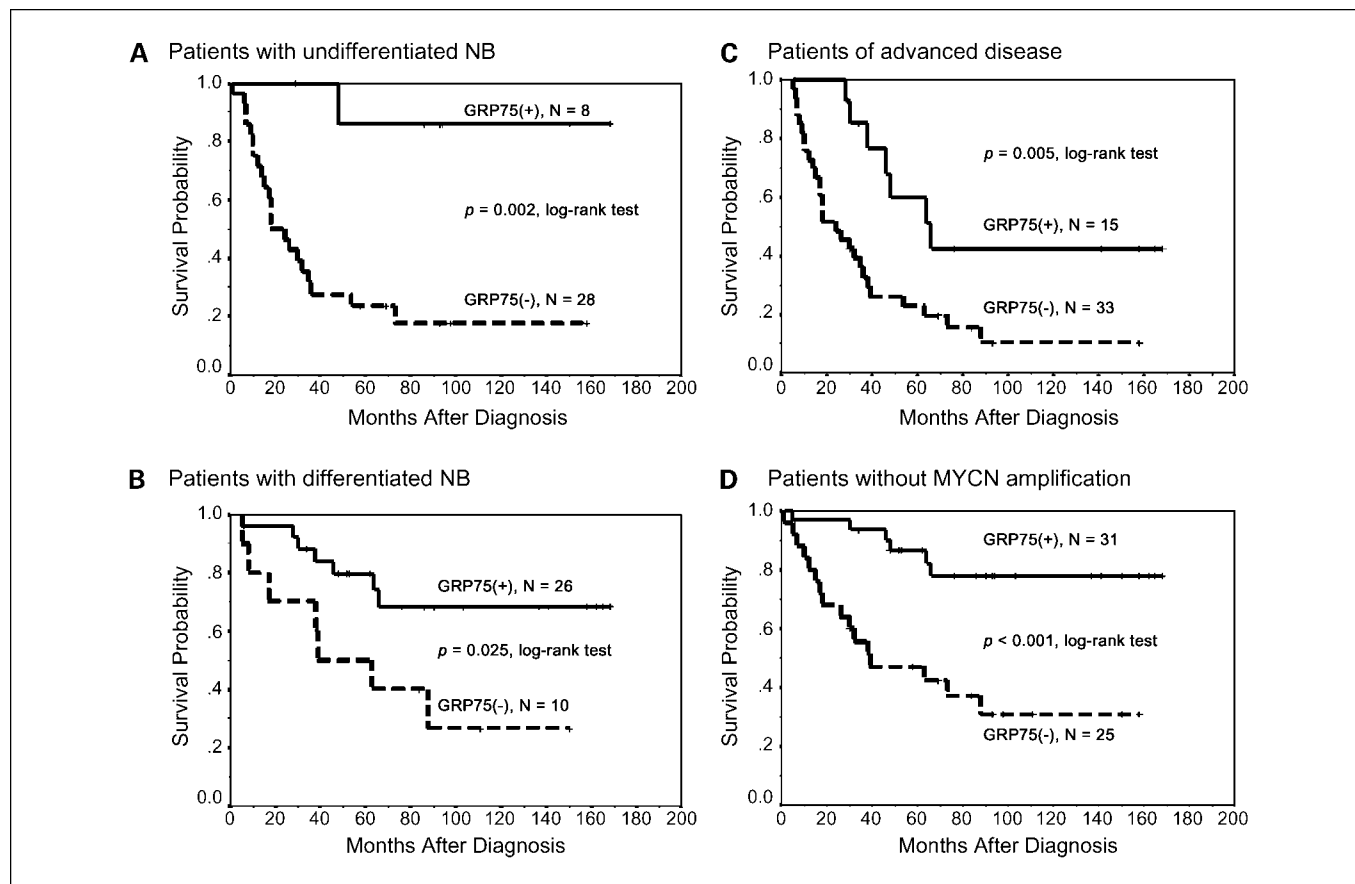 A Patients with undifferentiated NB
Survival Probability
1.0
.8
.6
.4
.2
0.0
GRP75(+), N = 8
p = 0.002, log-rank test
GRP75(-), N = 28
0 20 40 60 80 100 120 140 160 180 200
Months After Diagnosis
B Patients with differentiated NB
Survival Probability
1.0
.8
.6
.4
.2
0.0
GRP75(+), N = 26
p = 0.025, log-rank test
GRP75(-), N = 10
0 20 40 60 80 100 120 140 160 180 200
Months After Diagnosis
C Patients of advanced disease
Survival Probability
1.0
.8
.6
.4
.2
0.0
p = 0.005, log-rank test
GRP75(+), N = 15
GRP75(-), N = 33
0 20 40 60 80 100 120 140 160 180 200
Months After Diagnosis
D Patients without MYCN amplification
Survival Probability
1.0
.8
.6
.4
.2
0.0
GRP75(+), N = 31
p < 0.001, log-rank test
GRP75(-), N = 25
0 20 40 60 80 100 120 140 160 180 200
Months After Diagnosis